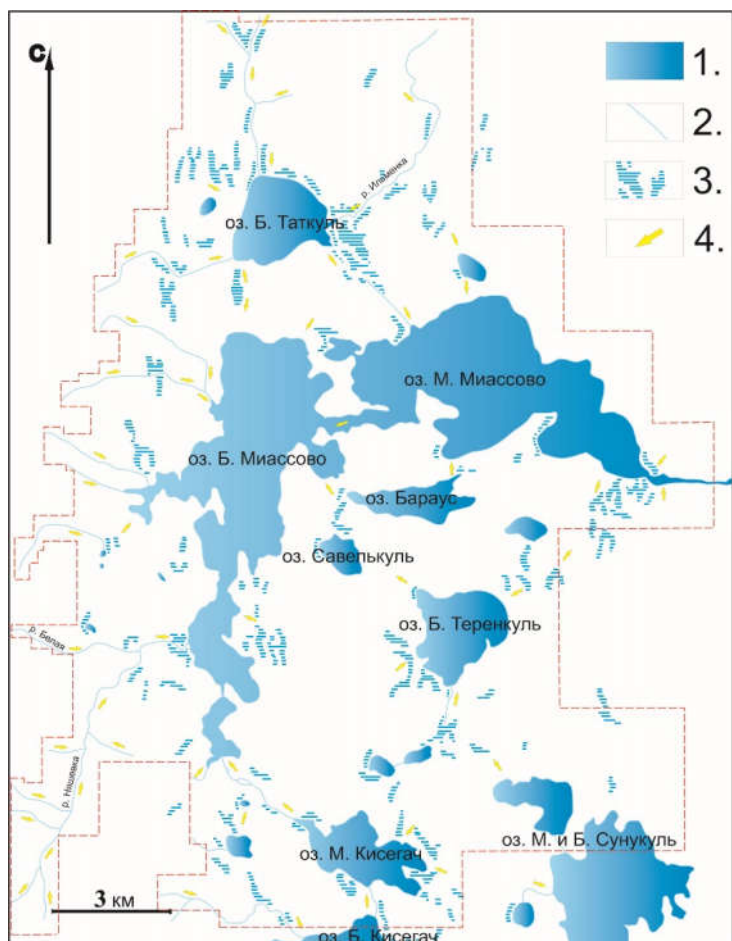 С
1.
2.
3.
4.
р. Илеменка
оз. Б. Таткуль
оз. М. Миассово
оз. Б. Миассово
оз. Бараус
оз. Савелькуль
оз. Б. Теренкуль
р. Белая
р. Няшевка
оз. М. и Б. Сунукуль
оз. М. Кисегач
3 км
оз. Б. Кисегач